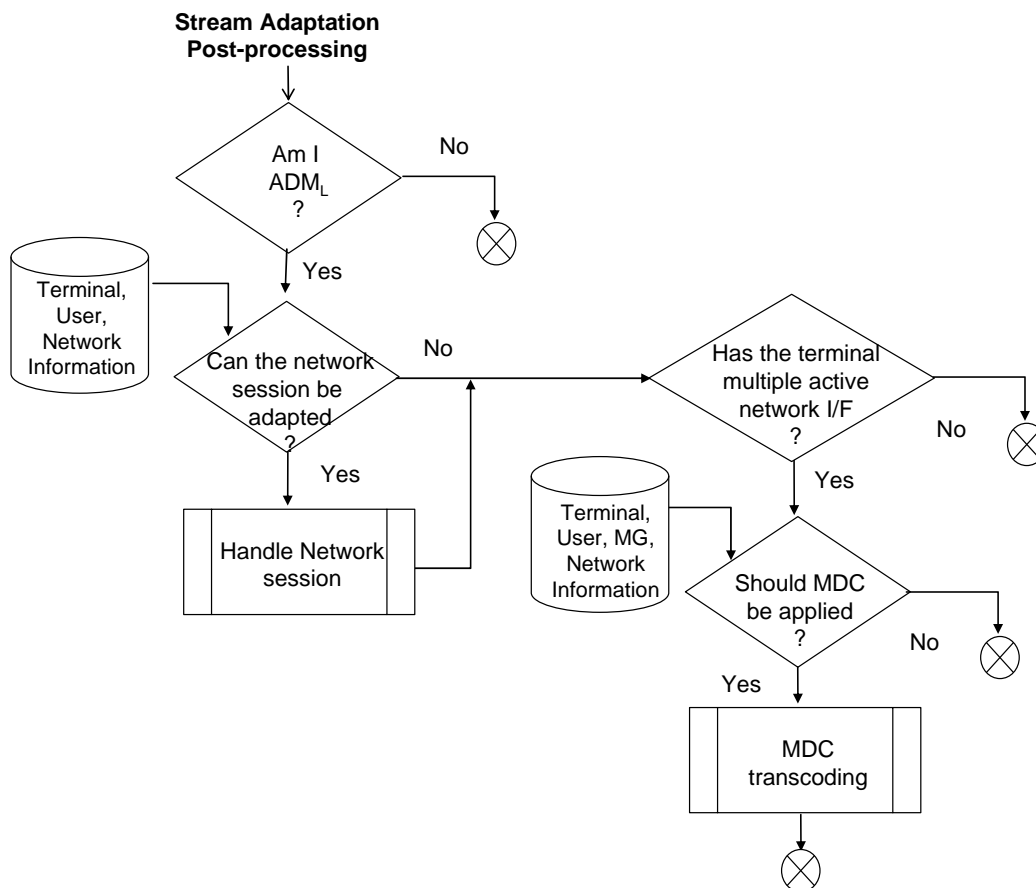 Stream Adaptation
Post-processing
Am I
ADM_L
?
No
Yes
Terminal,
User,
Network
Information
Can the network
session be
adapted
?
No
Yes
Handle Network
session
Has the terminal
multiple active
network I/F
?
No
Yes
Terminal,
User, MG,
Network
Information
Should MDC
be applied
?
No
Yes
MDC
transcoding